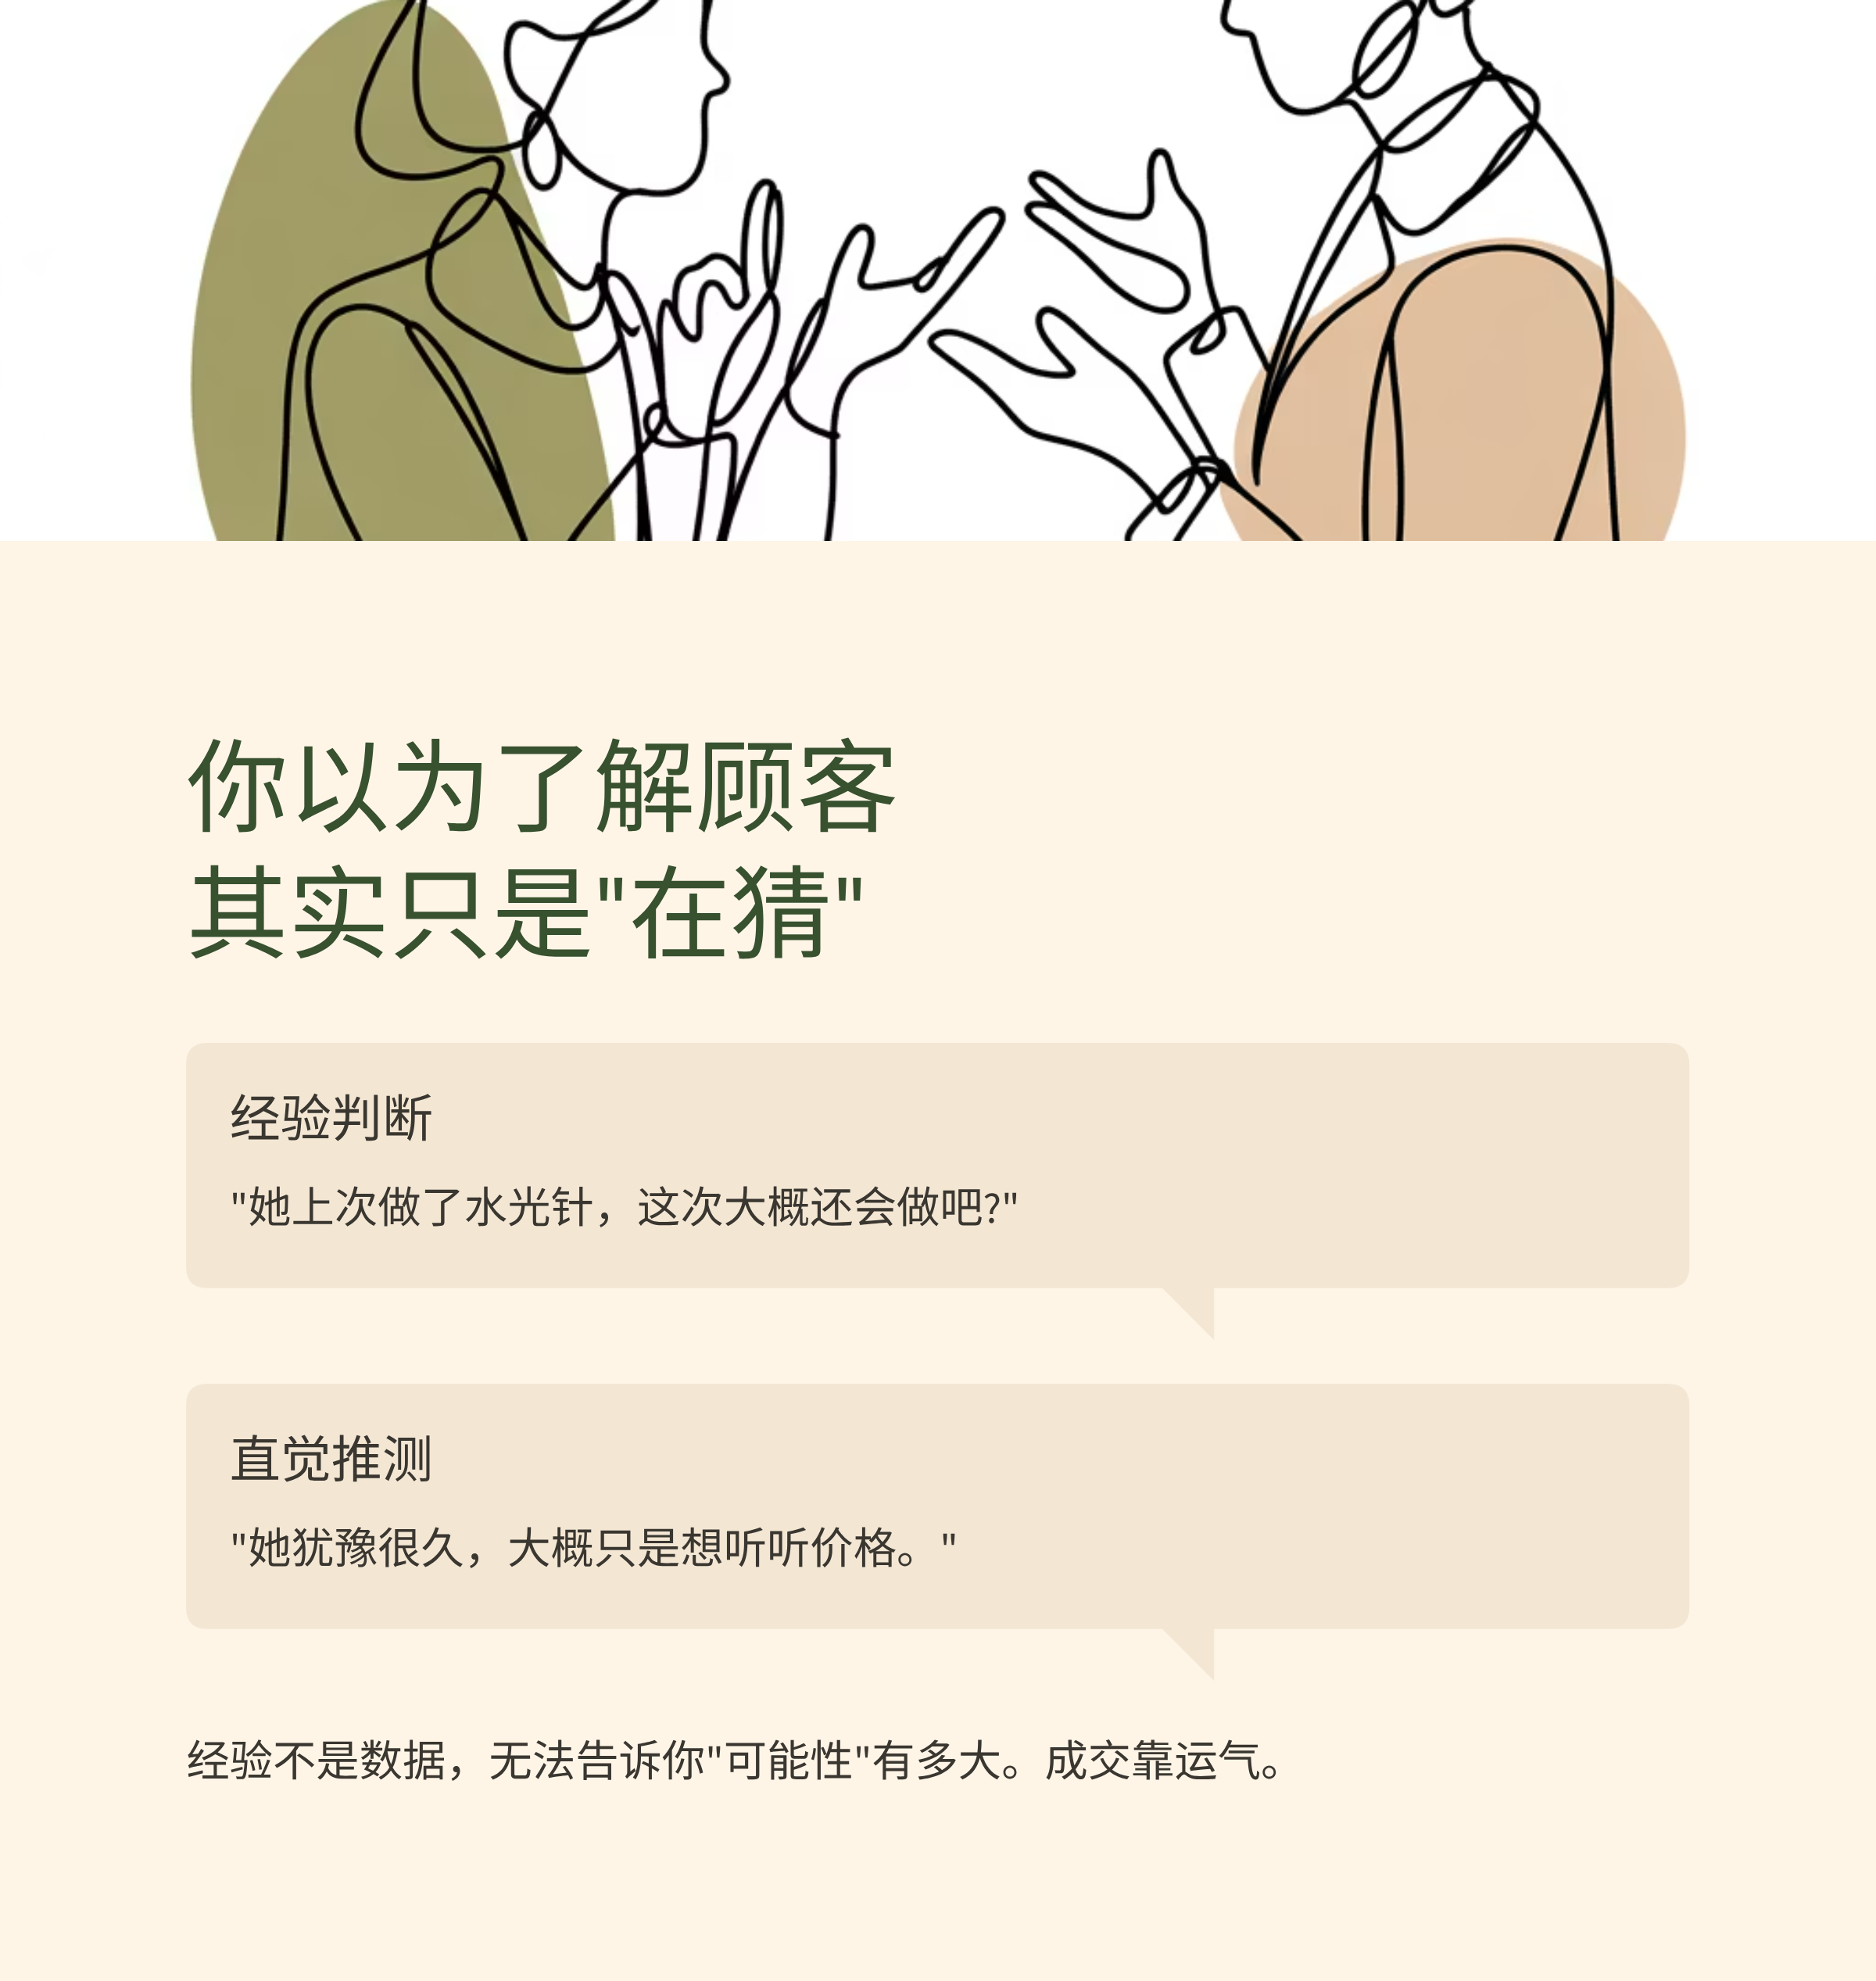 你以为了解顾客
其实只是"在猜"
经验判断
"她上次做了水光针，这次大概还会做吧?"
直觉推测
"她犹豫很久，大概只是想听听价格。"
经验不是数据，无法告诉你"可能性"有多大。成交靠运气。